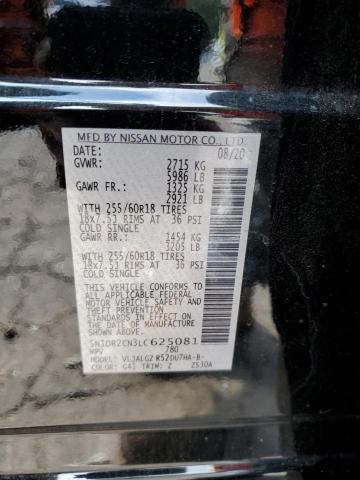 MFD BY NISSAN MOTOR CO., LTD.
DATE: 08/20
GVWR: 2715 KG
5986 LB
GAWR FR.: 1325 KG
2921 LB
WITH 255/60R18 TIRES
18x7.5J RIMS AT 36 PSI
COLD SINGLE
GAWR RR.: 1454 KG
3205 LB
WITH 255/60R18 TIRES
18x7.5J RIMS AT 36 PSI
COLD SINGLE
THIS VEHICLE CONFORMS TO ALL
APPLICABLE FEDERAL MOTOR
MOTOR VEHICLE SAFETY AND
THEFT PREVENTION
STANDARDS IN EFFECT ON THE
DATE OF MANUFACTURE
SHOWN ABOVE.
5N1DR2CN3LC625081
MPV 780
MODEL: VLJALGZ R52DU7HA-B-
COLOR: G41 TRIM: Z ZS30A